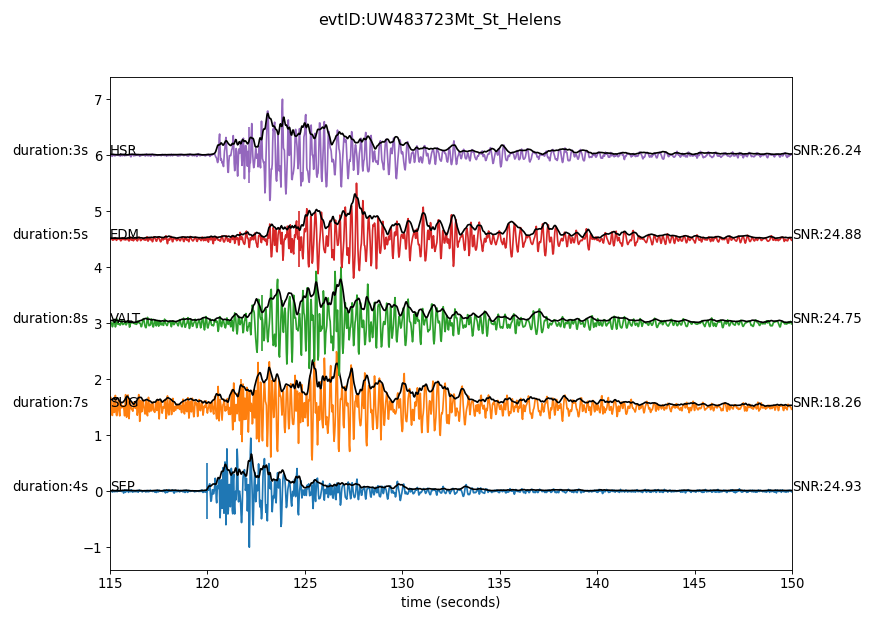 evtID:UW483723Mt_St_Helens
7
duration:3s HSR SNR:26.24
6
5
duration:5s EDM SNR:24.88
4
duration:8s VALT SNR:24.75
3
2
duration:7s SUG SNR:18.26
1
duration:4s SEP SNR:24.93
0
−1
115 120 125 130 135 140 145 150
time (seconds)